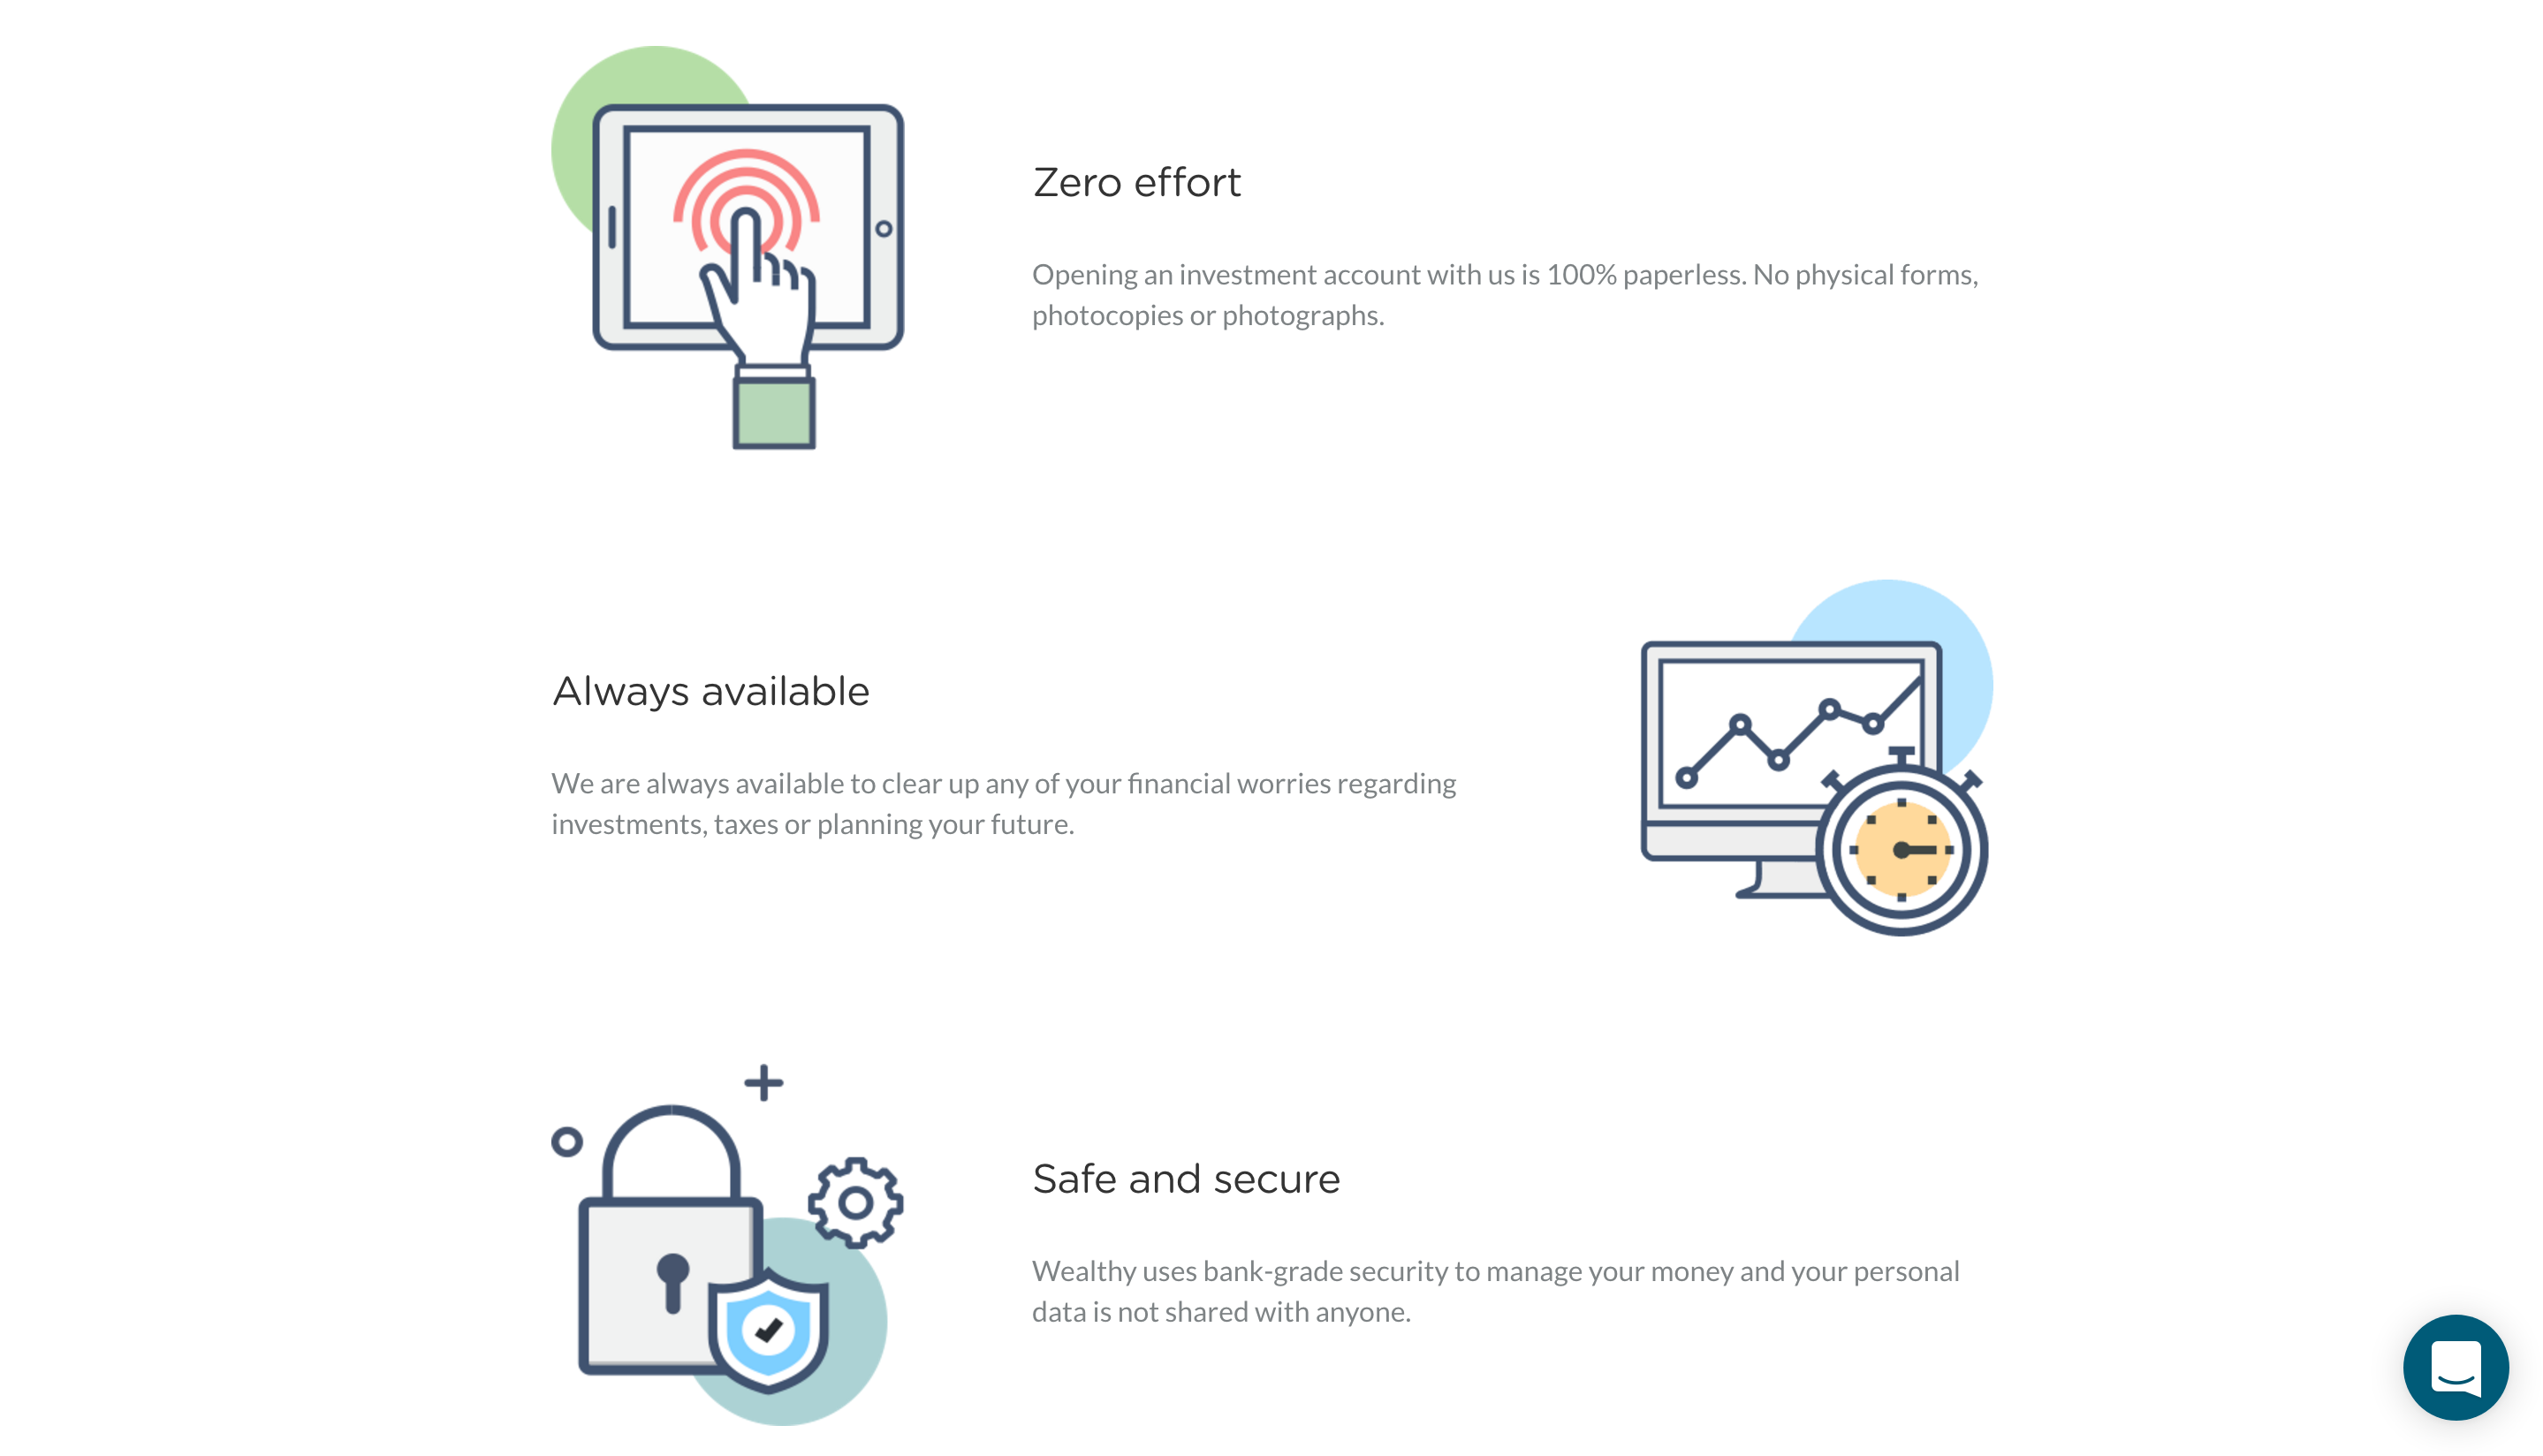 Zero effort
Opening an investment account with us is 100% paperless. No physical forms,
photocopies or photographs.
Always available
We are always available to clear up any of your financial worries regarding
investments, taxes or planning your future.
Safe and secure
Wealthy uses bank-grade security to manage your money and your personal
data is not shared with anyone.